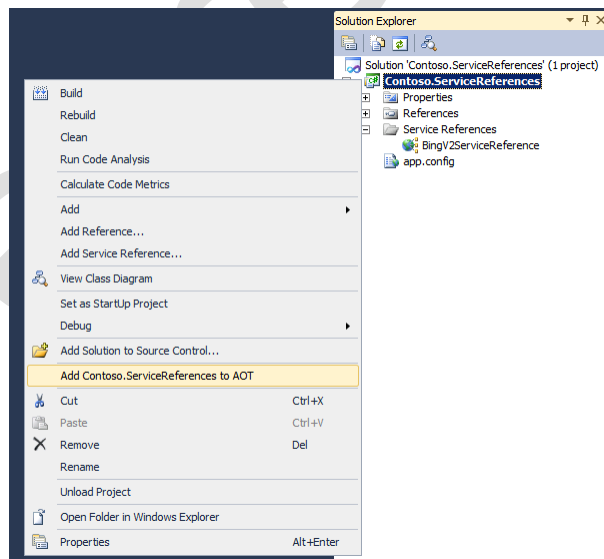 Solution Explorer
Solution 'Contoso.ServiceReferences' (1 project)
Contoso.ServiceReferences
Properties
References
Service References
BingV2ServiceReference
app.config
Build
Rebuild
Clean
Run Code Analysis
Calculate Code Metrics
Add
Add Reference...
Add Service Reference...
View Class Diagram
Set as StartUp Project
Debug
Add Solution to Source Control...
Add Contoso.ServiceReferences to AOT
Cut Ctrl+X
Paste Ctrl+V
Remove Del
Rename
Unload Project
Open Folder in Windows Explorer
Properties Alt+Enter